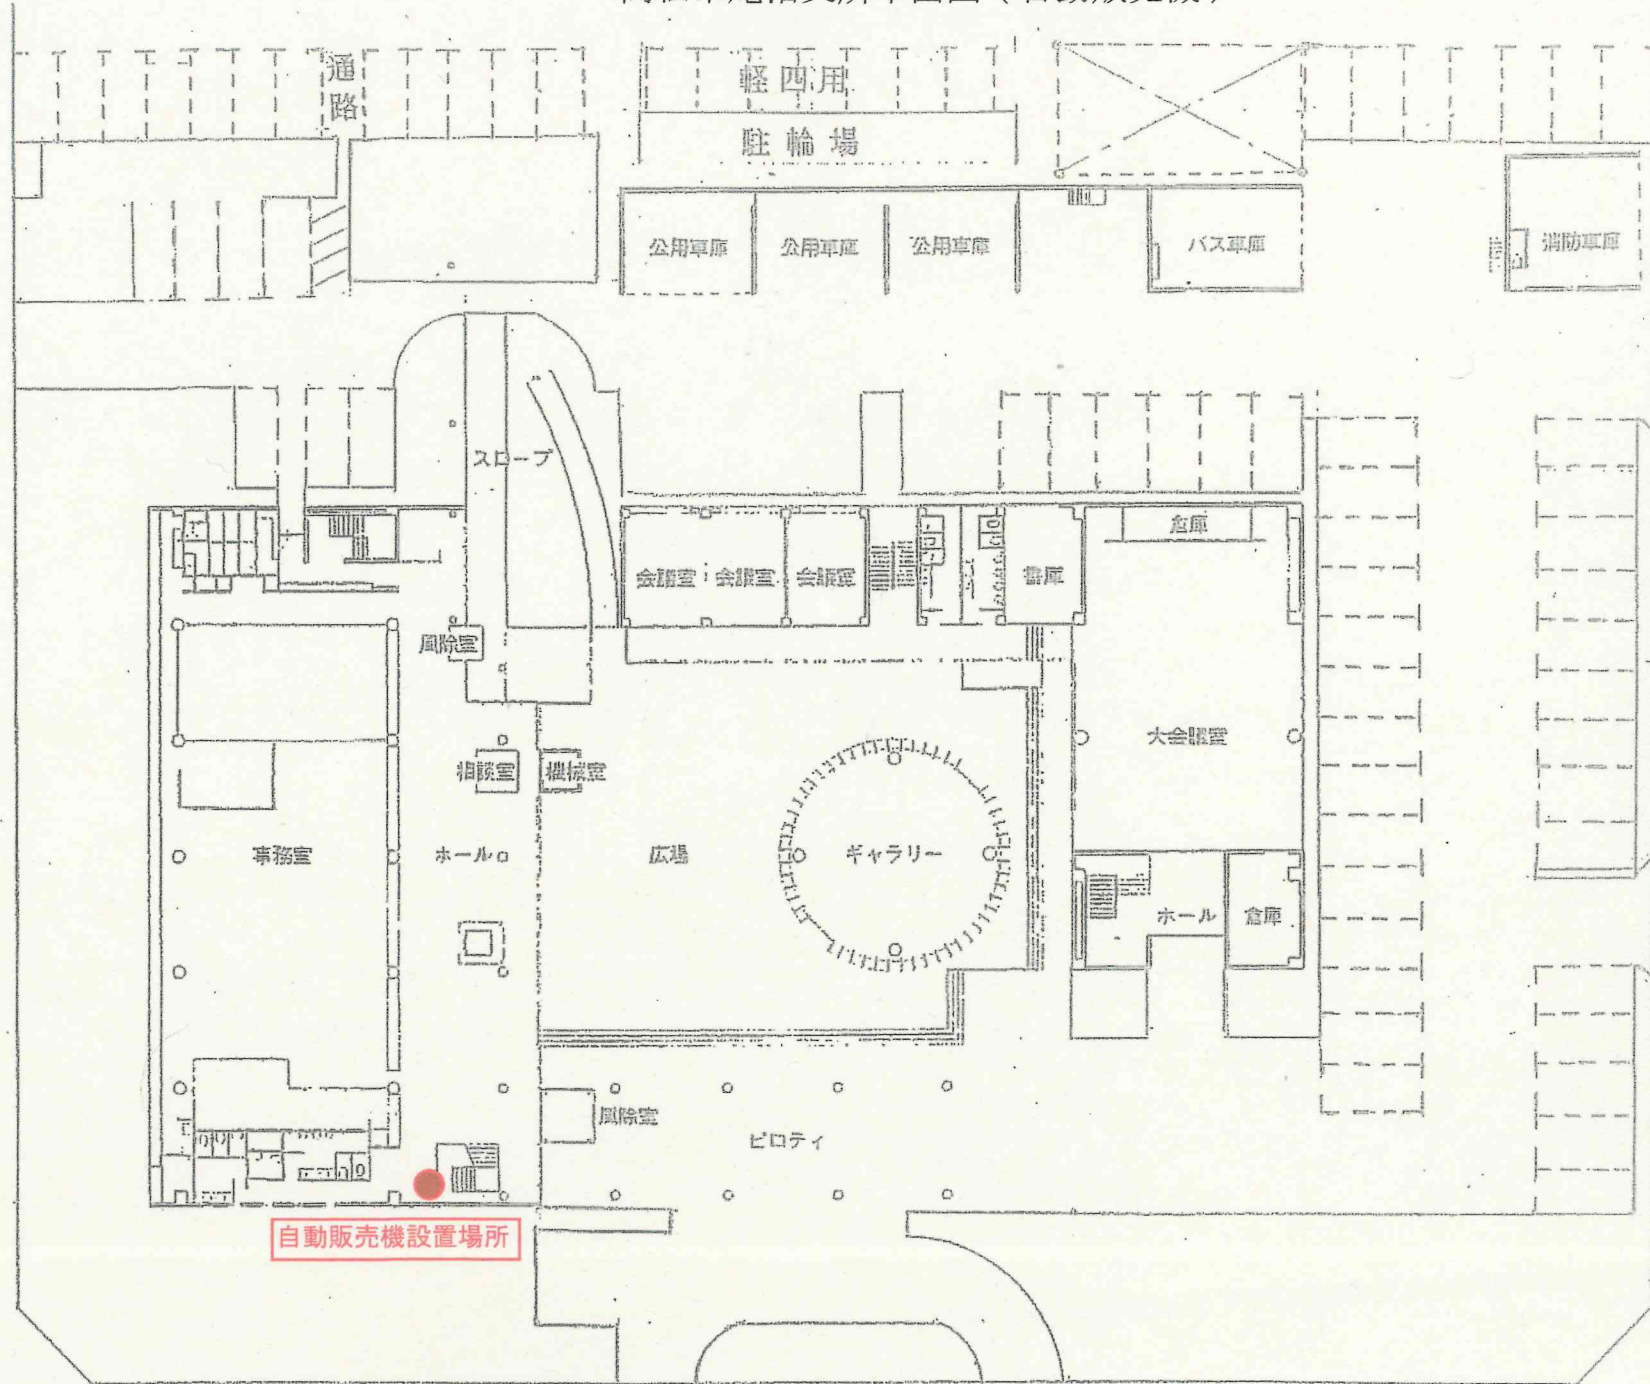 通路
軽四用
駐輪場
公用車庫
公用車庫
公用車庫
バス車庫
消防車庫
スロープ
倉庫
会議室
会議室
会議室
書庫
風除室
相談室
機械室
大会議室
事務室
ホール
広場
ギャラリー
ホール
倉庫
風除室
ピロティ
自動販売機設置場所